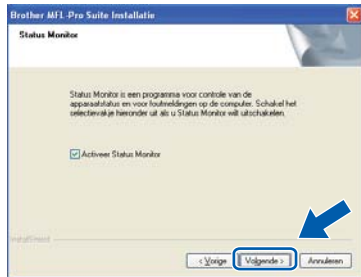 Brother MFL-Pro Suite Installatie
Status Monitor
Status Monitor is een programma voor controle van de
apparaatstatus en voor foutmeldingen op de computer. Schakel het
selectievakje hieronder uit als u Status Monitor wilt uitschakelen.
Activeer Status Monitor
InstallShield
< Vorige Volgende > Annuleren